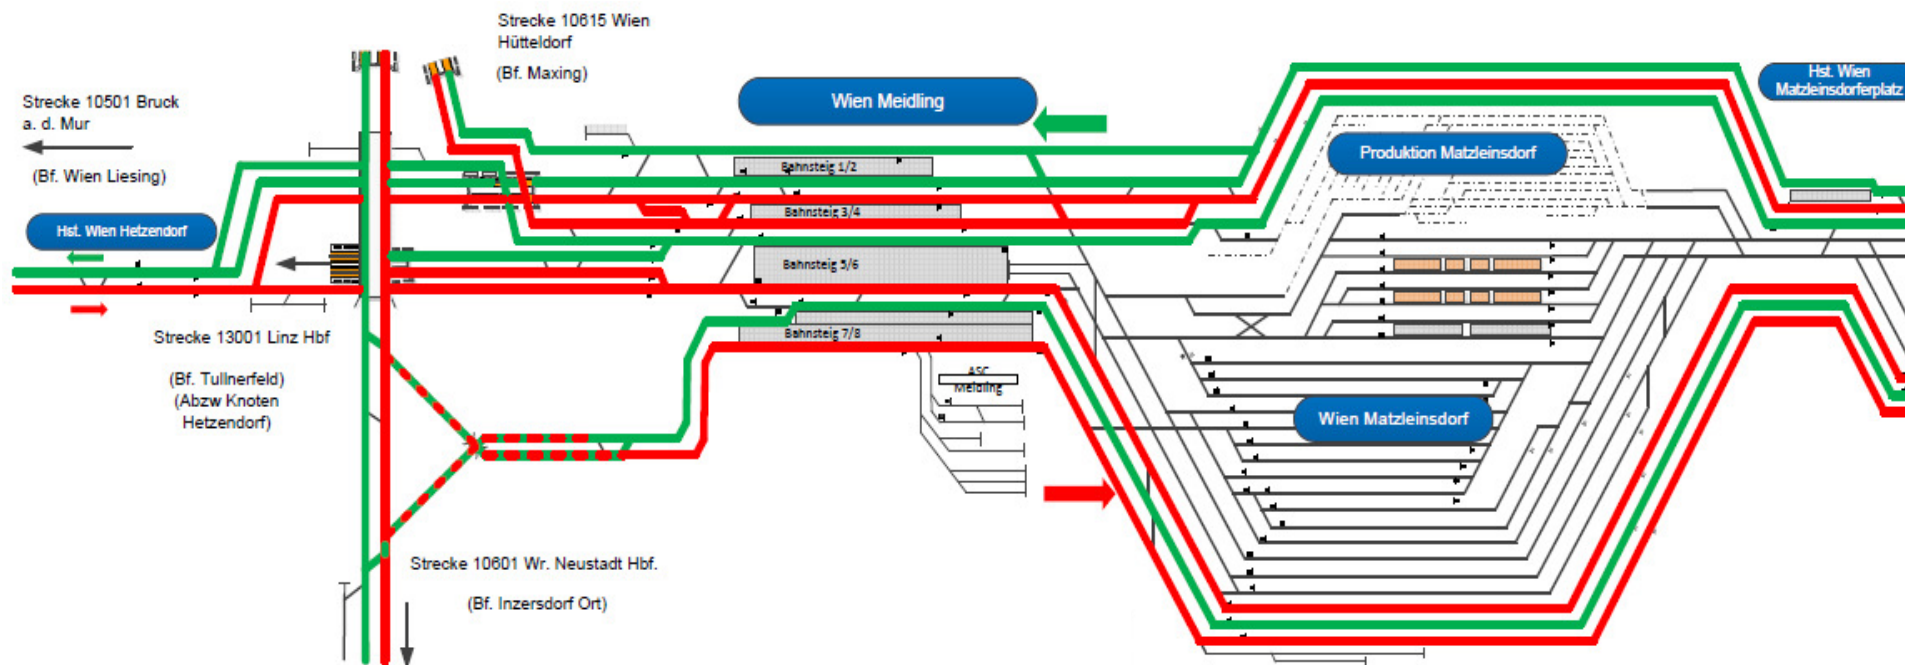 Strecke 10615 Wien
Hütteldorf
(Bf. Maxing)
Strecke 10501 Bruck
a. d. Mur
(Bf. Wien Liesing)
Hst. Wien Hetzendorf
Strecke 13001 Linz Hbf
(Bf. Tullnerfeld)
(Abzw Knoten
Hetzendorf)
Strecke 10601 Wr. Neustadt Hbf.
(Bf. Inzersdorf Ort)
Wien Meidling
Bahnsteig 1/2
Bahnsteig 3/4
Bahnsteig 5/6
Bahnsteig 7/8
ASC
Meidling
Produktion Matzleinsdorf
Wien Matzleinsdorf
Hst. Wien
Matzleinsdorferplatz